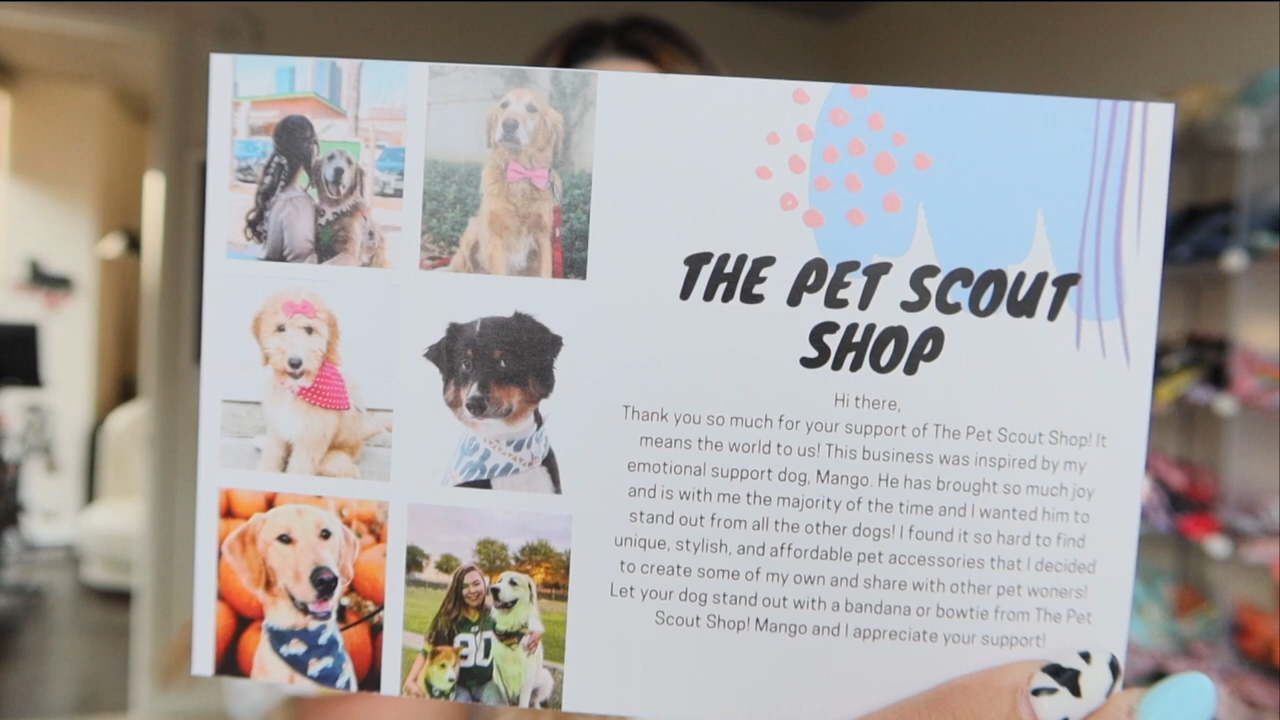 THE PET SCOUT
SHOP
Hi there,
Thank you so much for your support of The Pet Scout Shop! It
means the world to us! This business was inspired by my
emotional support dog, Mango. He has brought so much joy
and is with me the majority of the time and I wanted him to
stand out from all the other dogs! I found it so hard to find
unique, stylish, and affordable pet accessories that I decided
to create some of my own and share with other pet woners!
Let your dog stand out with a bandana or bowtie from The Pet
Scout Shop! Mango and I appreciate your support!
30